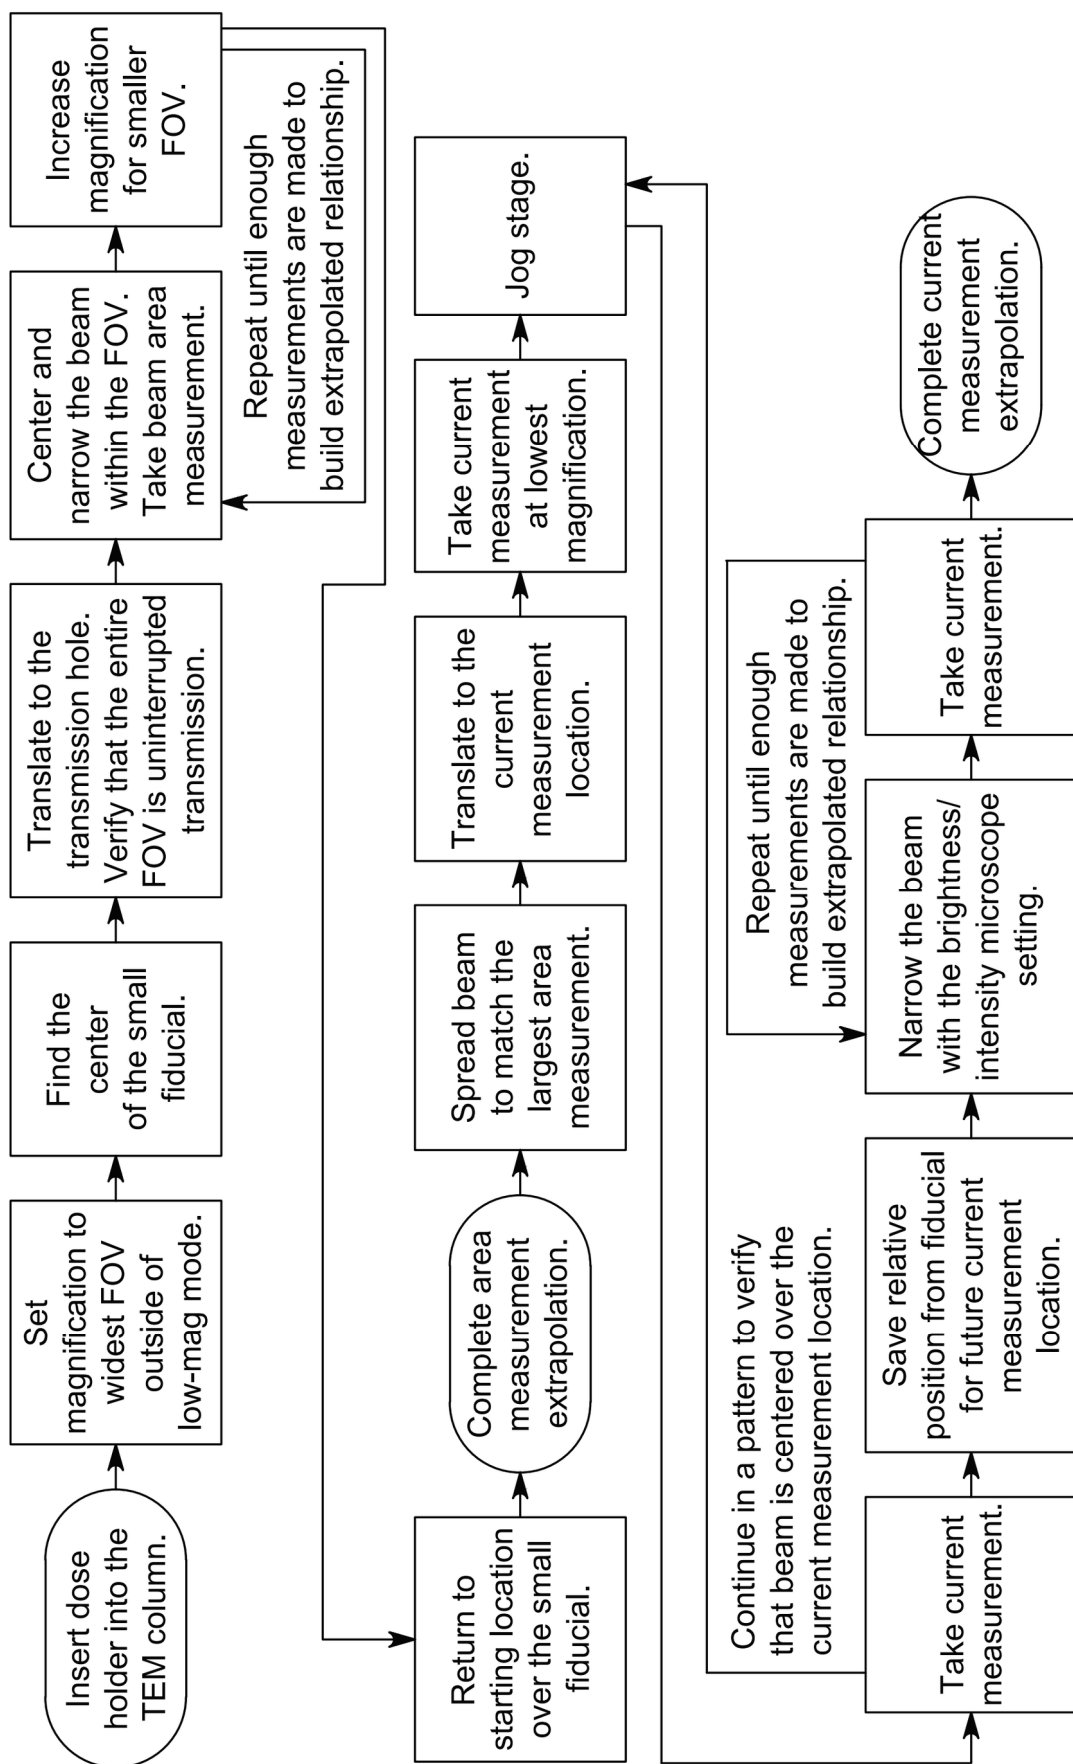 Insert dose
holder into the
TEM column.
Set
magnification to
widest FOV
outside of
low-mag mode.
Find the
center
of the small
fiducial.
Translate to the
transmission hole.
Verify that the entire
FOV is uninterrupted
transmission.
Center and
narrow the beam
within the FOV.
Take beam area
measurement.
Increase
magnification
for smaller
FOV.
Repeat until enough
measurements are made to
build extrapolated relationship.
Return to
starting location
over the small
fiducial.
Complete area
measurement
extrapolation.
Spread beam
to match the
largest area
measurement.
Translate to the
current
measurement
location.
Take current
measurement
at lowest
magnification.
Jog stage.
Continue in a pattern to verify
that beam is centered over the
current measurement location.
Repeat until enough
measurements are made to
build extrapolated relationship.
Take current
measurement.
Save relative
position from fiducial
for future current
measurement
location.
Narrow the beam
with the brightness/
intensity microscope
setting.
Take current
measurement.
Complete current
measurement
extrapolation.